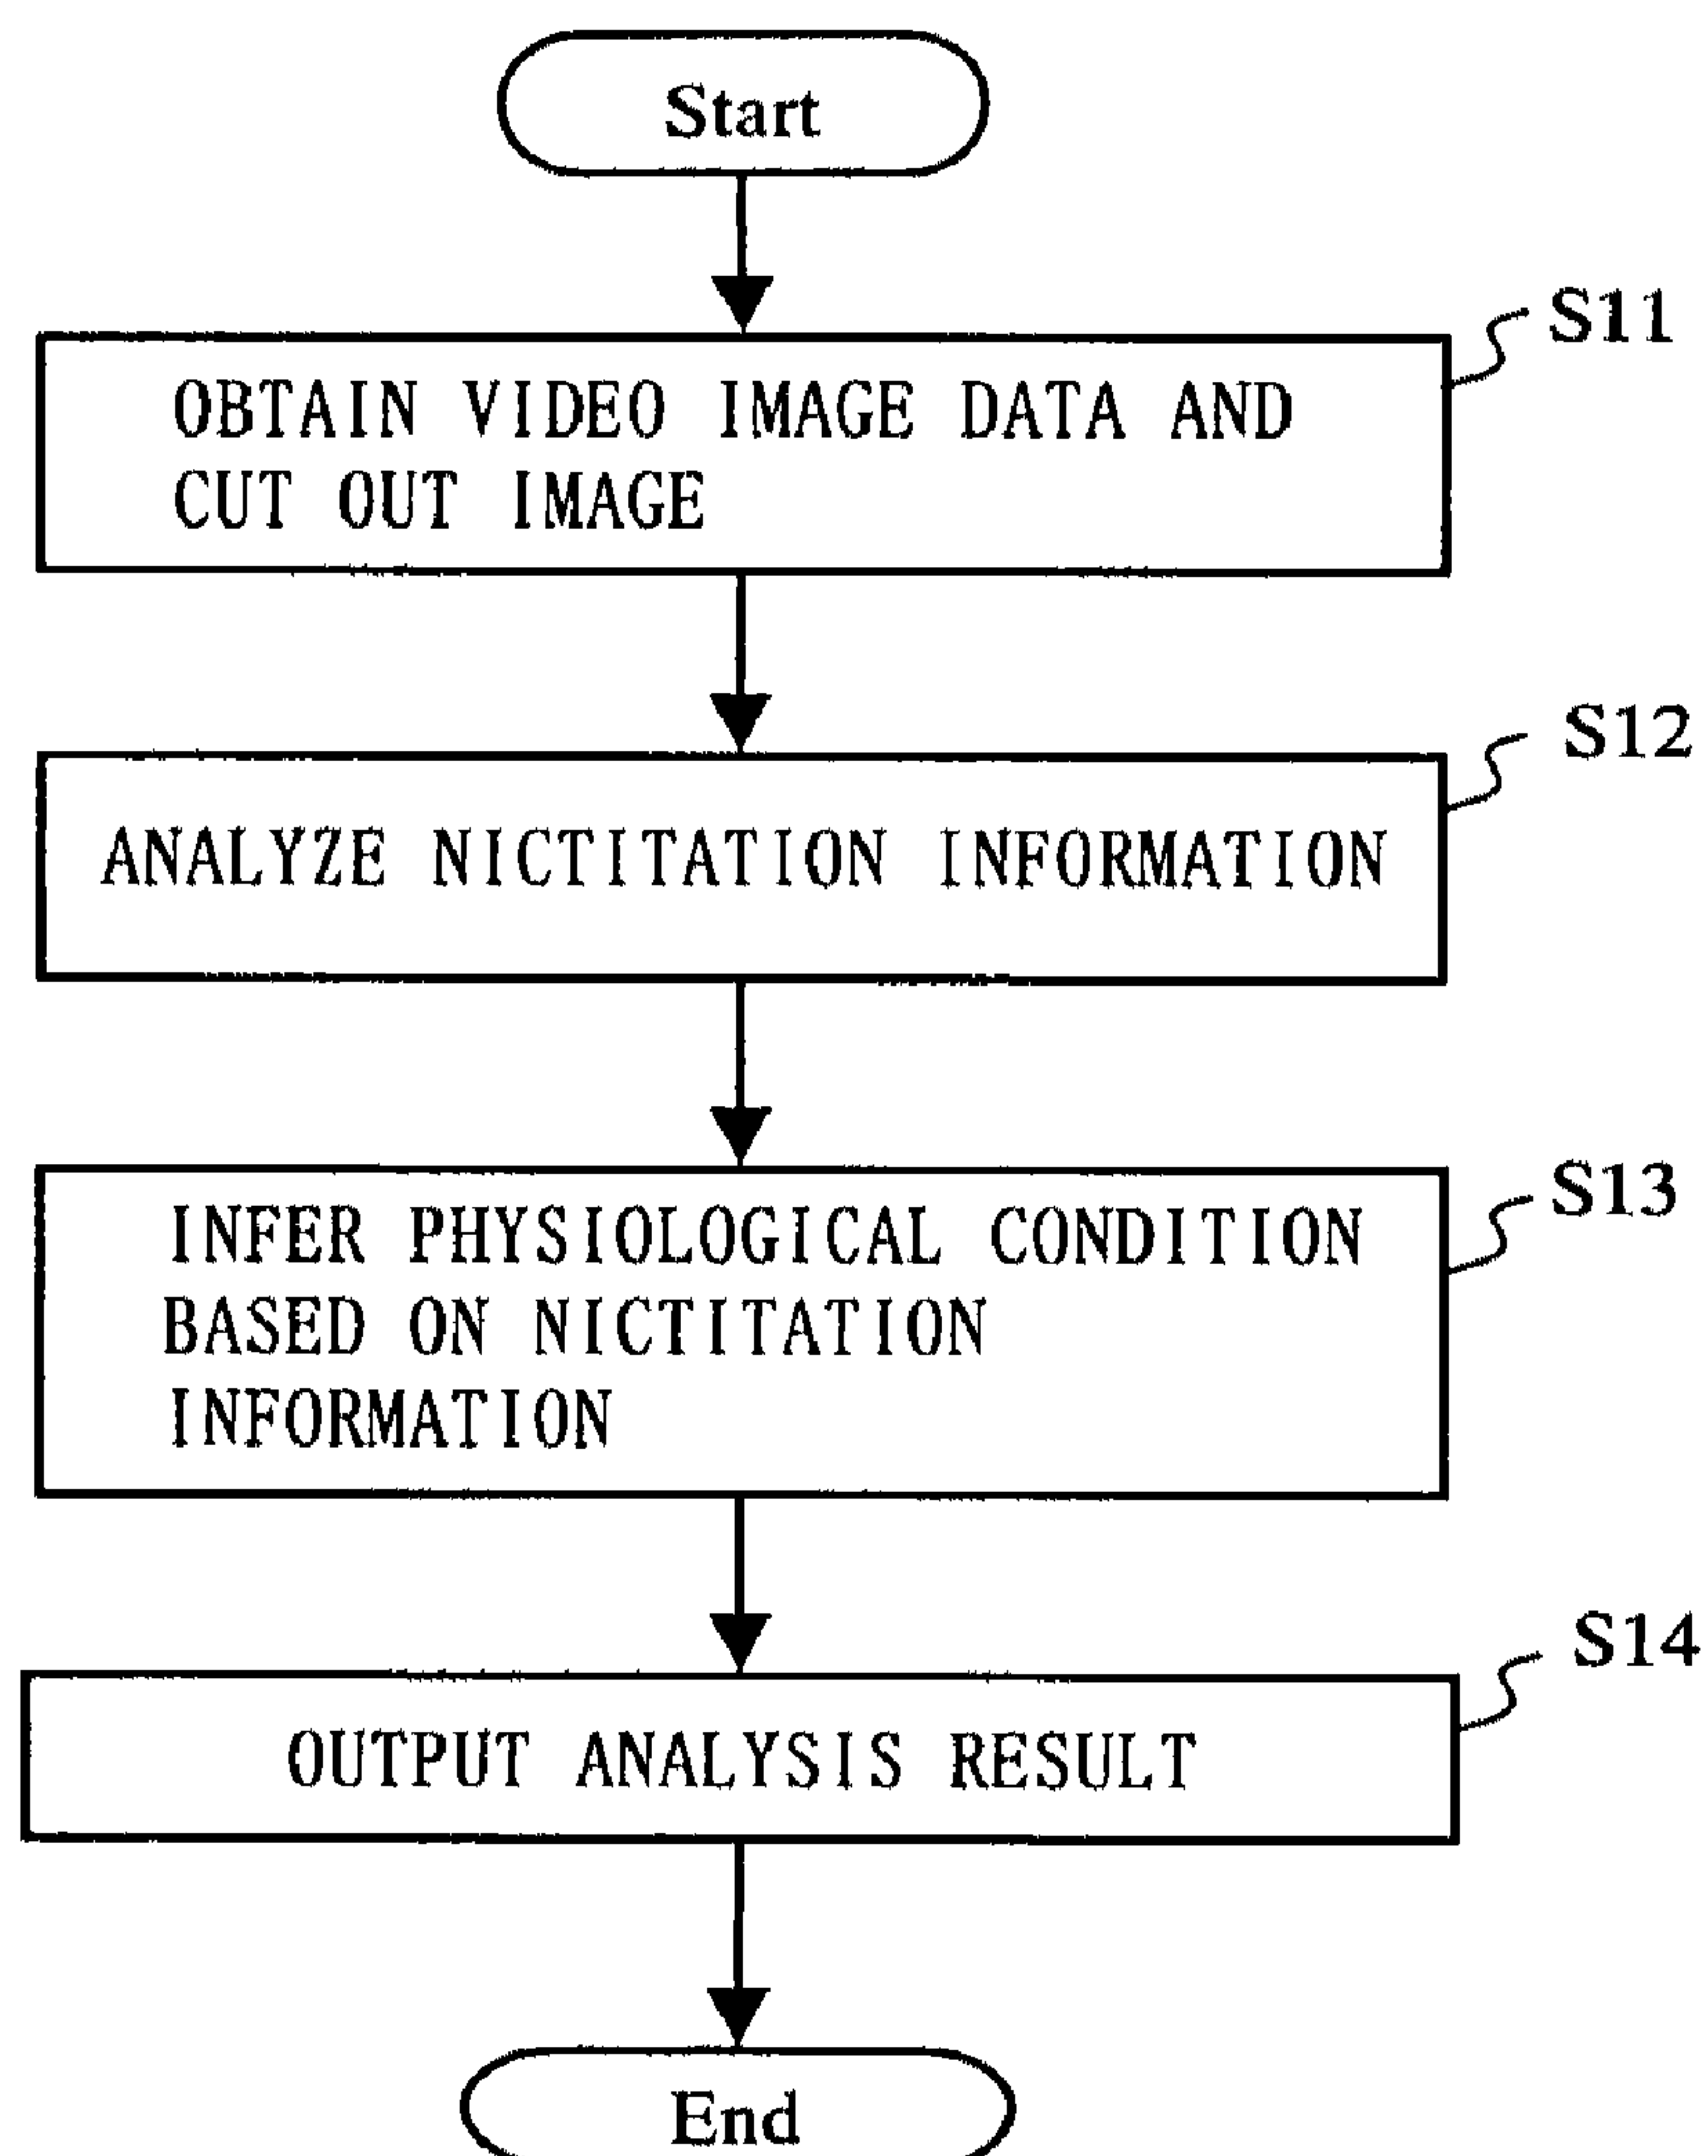 Start
S11
OBTAIN VIDEO IMAGE DATA AND
CUT OUT IMAGE
S12
ANALYZE NICTITATION INFORMATION
S13
INFER PHYSIOLOGICAL CONDITION
BASED ON NICTITATION
INFORMATION
S14
OUTPUT ANALYSIS RESULT
End